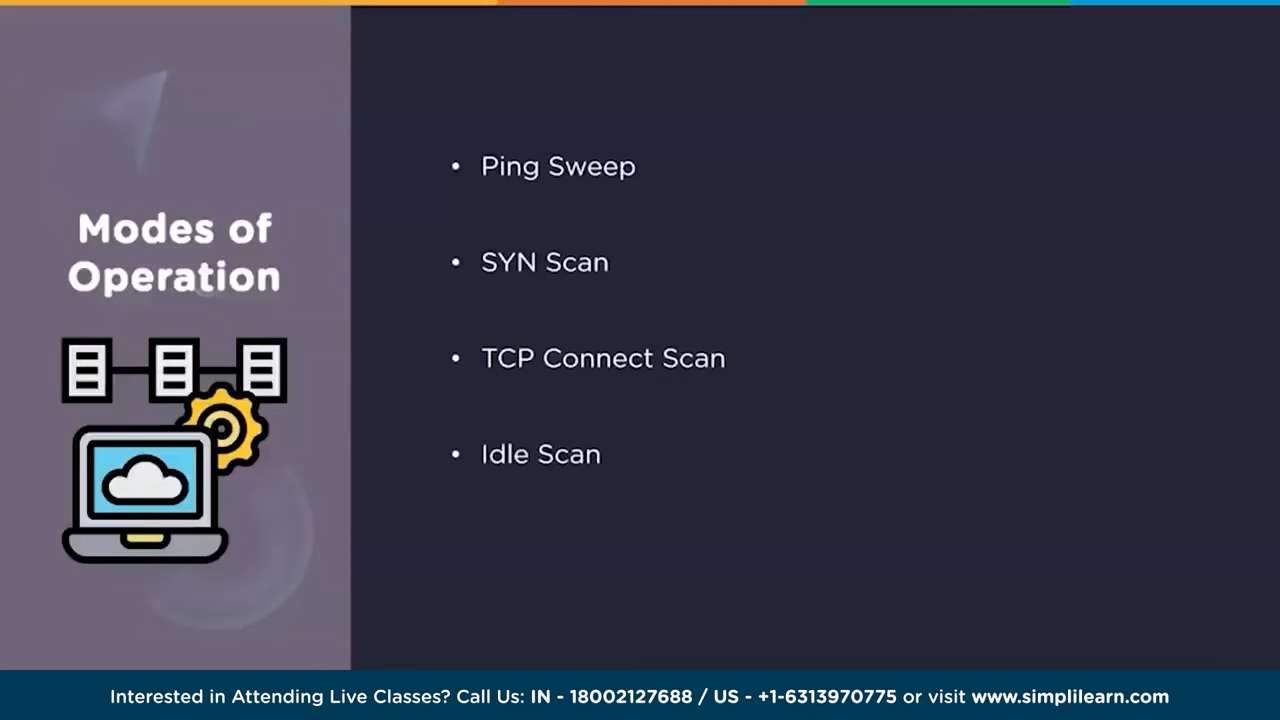 Modes of
Operation
• Ping Sweep
• SYN Scan
• TCP Connect Scan
• Idle Scan
Interested in Attending Live Classes? Call Us: IN - 18002127688 / US - +1-6313970775 or visit www.simplilearn.com